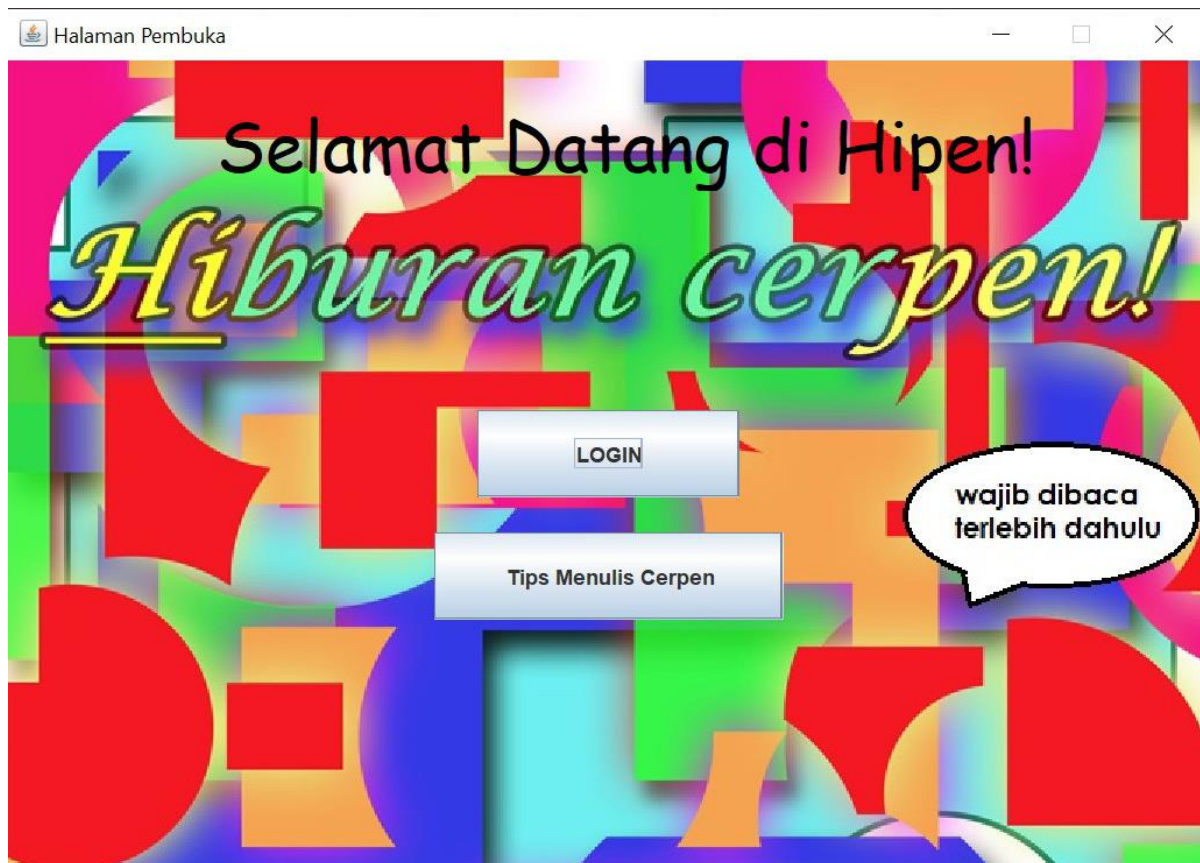 Halaman Pembuka
Selamat Datang di Hipen!
Hiburan cerpen!
LOGIN
wajib dibaca
terlebih dahulu
Tips Menulis Cerpen